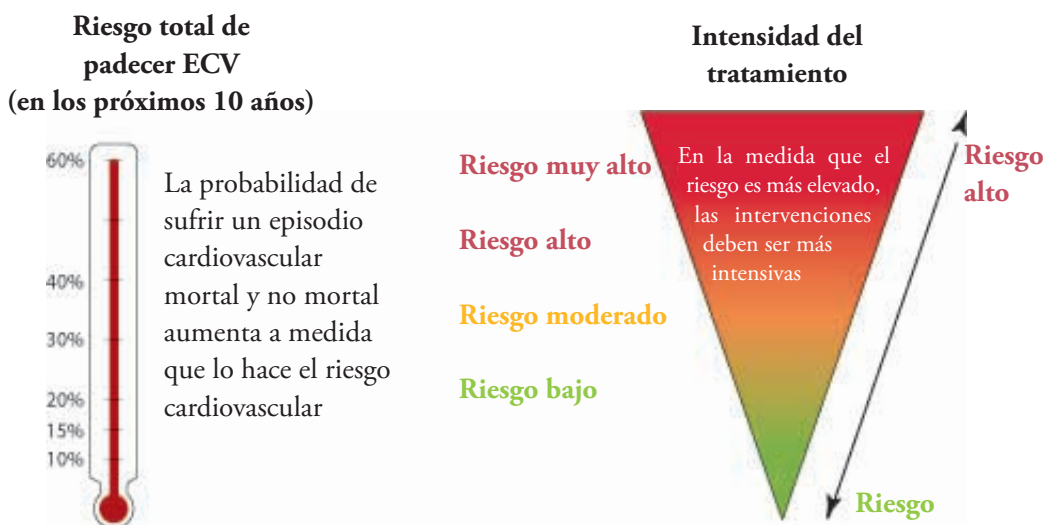 Riesgo total de
padecer ECV
(en los próximos 10 años)
60%
40%
30%
20%
15%
10%
La probabilidad de
sufrir un episodio
cardiovascular
mortal y no mortal
aumenta a medida
que lo hace el riesgo
cardiovascular
Riesgo muy alto
Riesgo alto
Riesgo moderado
Riesgo bajo
Intensidad del
tratamiento
En la medida que el
riesgo es más elevado,
las intervenciones
deben ser más
intensivas
Riesgo
alto
Riesgo